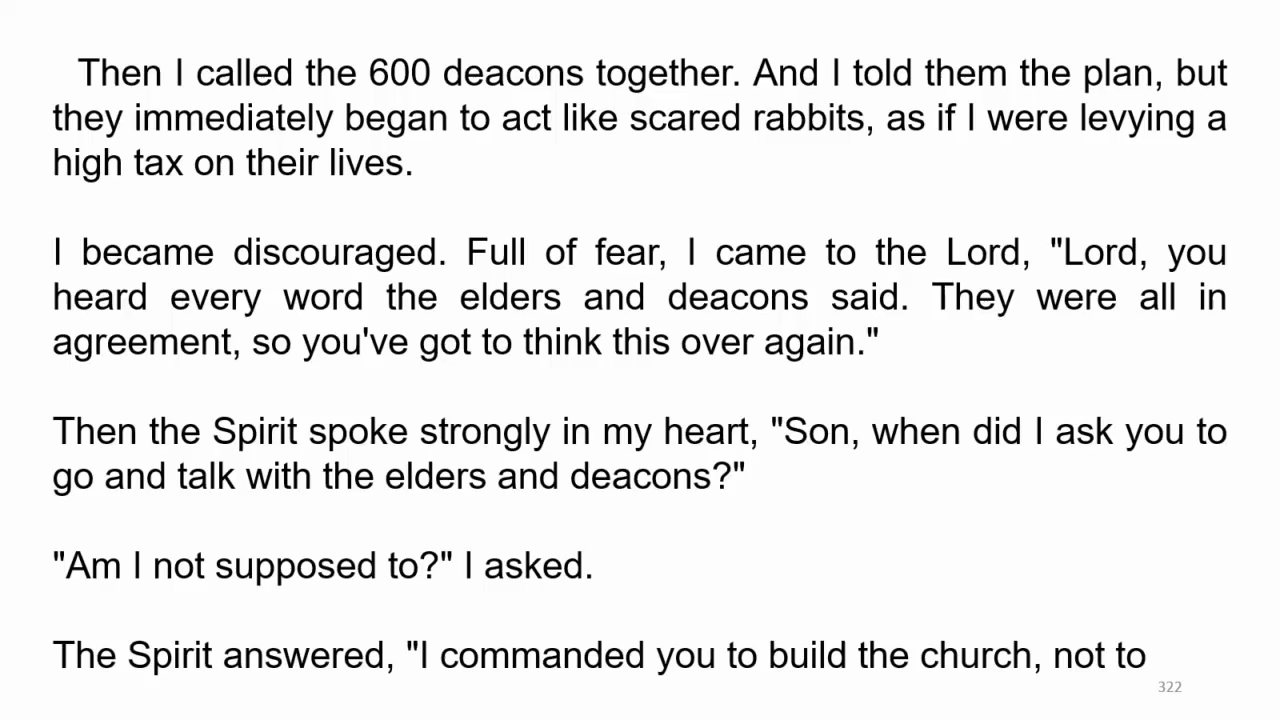 Then I called the 600 deacons together. And I told them the plan, but
they immediately began to act like scared rabbits, as if I were levying a
high tax on their lives.
I became discouraged. Full of fear, I came to the Lord, "Lord, you
heard every word the elders and deacons said. They were all in
agreement, so you've got to think this over again."
Then the Spirit spoke strongly in my heart, "Son, when did I ask you to
go and talk with the elders and deacons?"
"Am I not supposed to?" I asked.
The Spirit answered, "I commanded you to build the church, not to
322